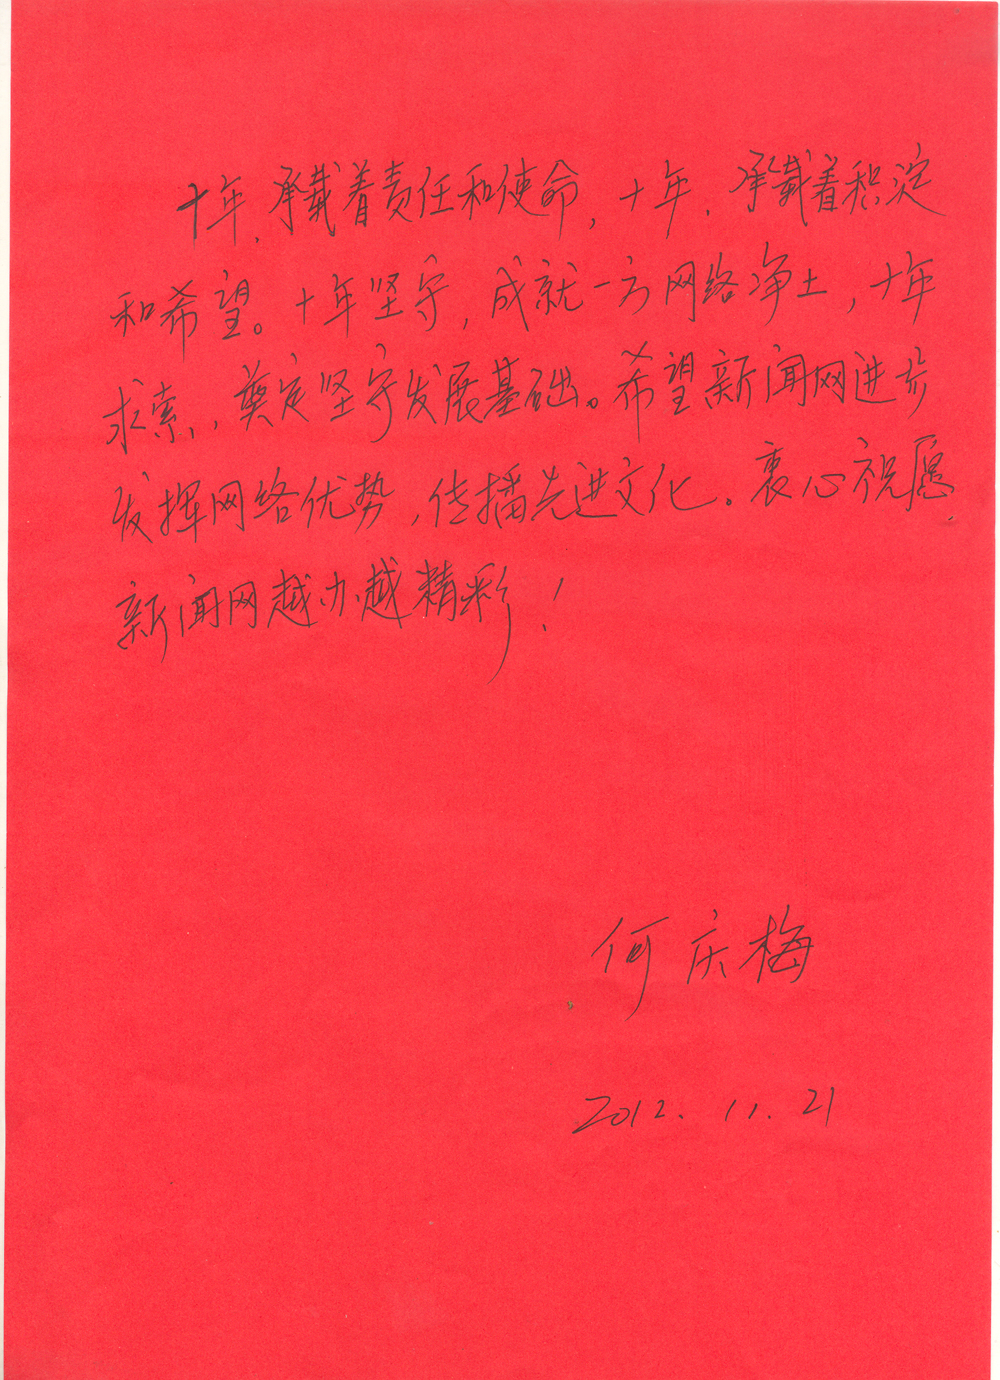 十年,承载着责任和使命,十年,承载着积淀
和希望。十年坚守,成就一方网络净土,十年
求索,,奠定坚守发展基础。希望新闻网进步
发挥网络优势,传播先进文化。衷心祝愿
新闻网越办越精彩!
何庆梅
2012.11.21